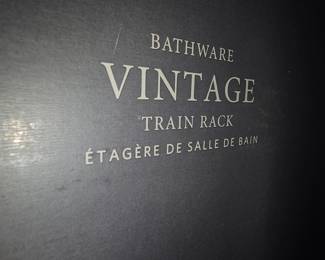 BATHWARE
VINTAGE
TRAIN RACK
ÉTAGÈRE DE SALLE DE BAIN